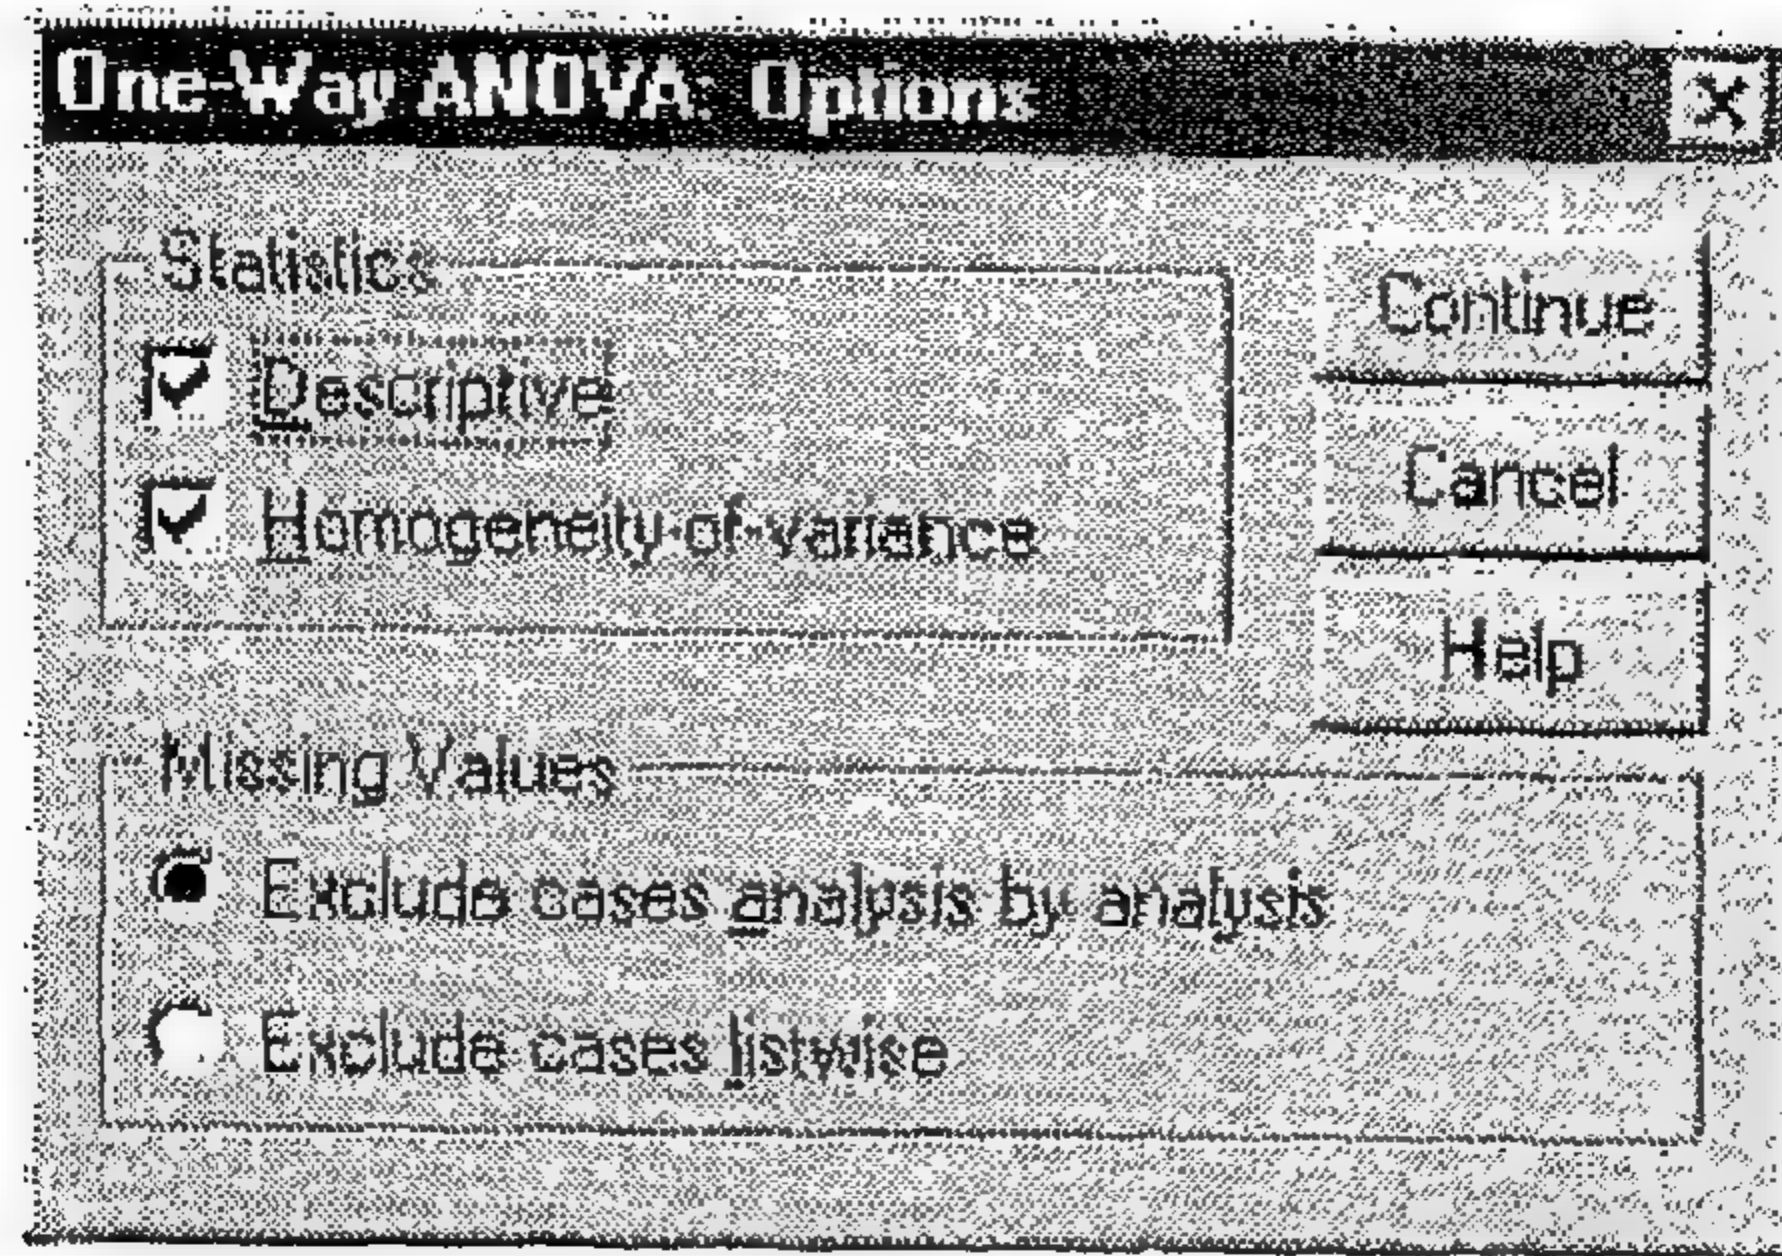 One-Way ANOVA: Options
Statistics
Descriptive
Homogeneity-of-variance
Continue
Cancel
Help
Missing Values
Exclude cases analysis by analysis
Exclude cases listwise